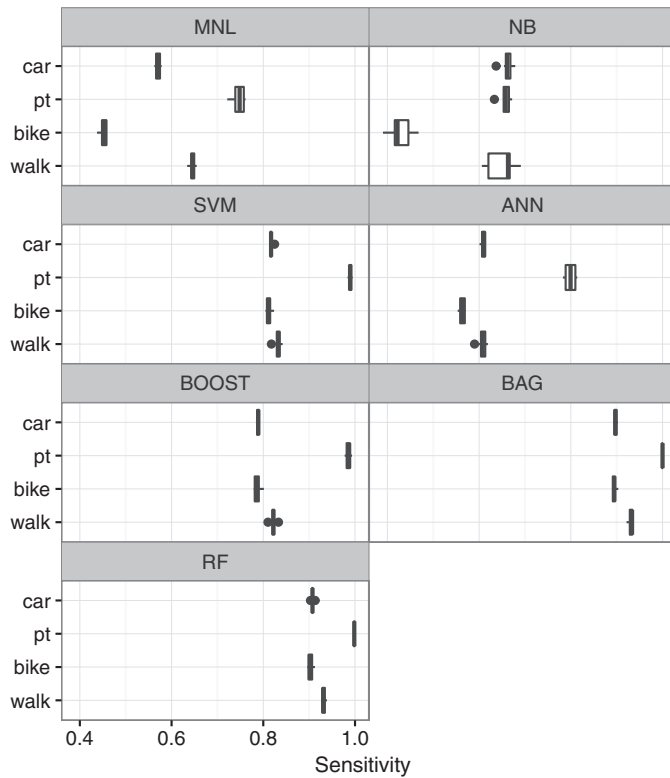 MNL NB
car
pt
bike
walk
SVM ANN
car
pt
bike
walk
BOOST BAG
car
pt
bike
walk
RF
car
pt
bike
walk
0.4 0.6 0.8 1.0
Sensitivity